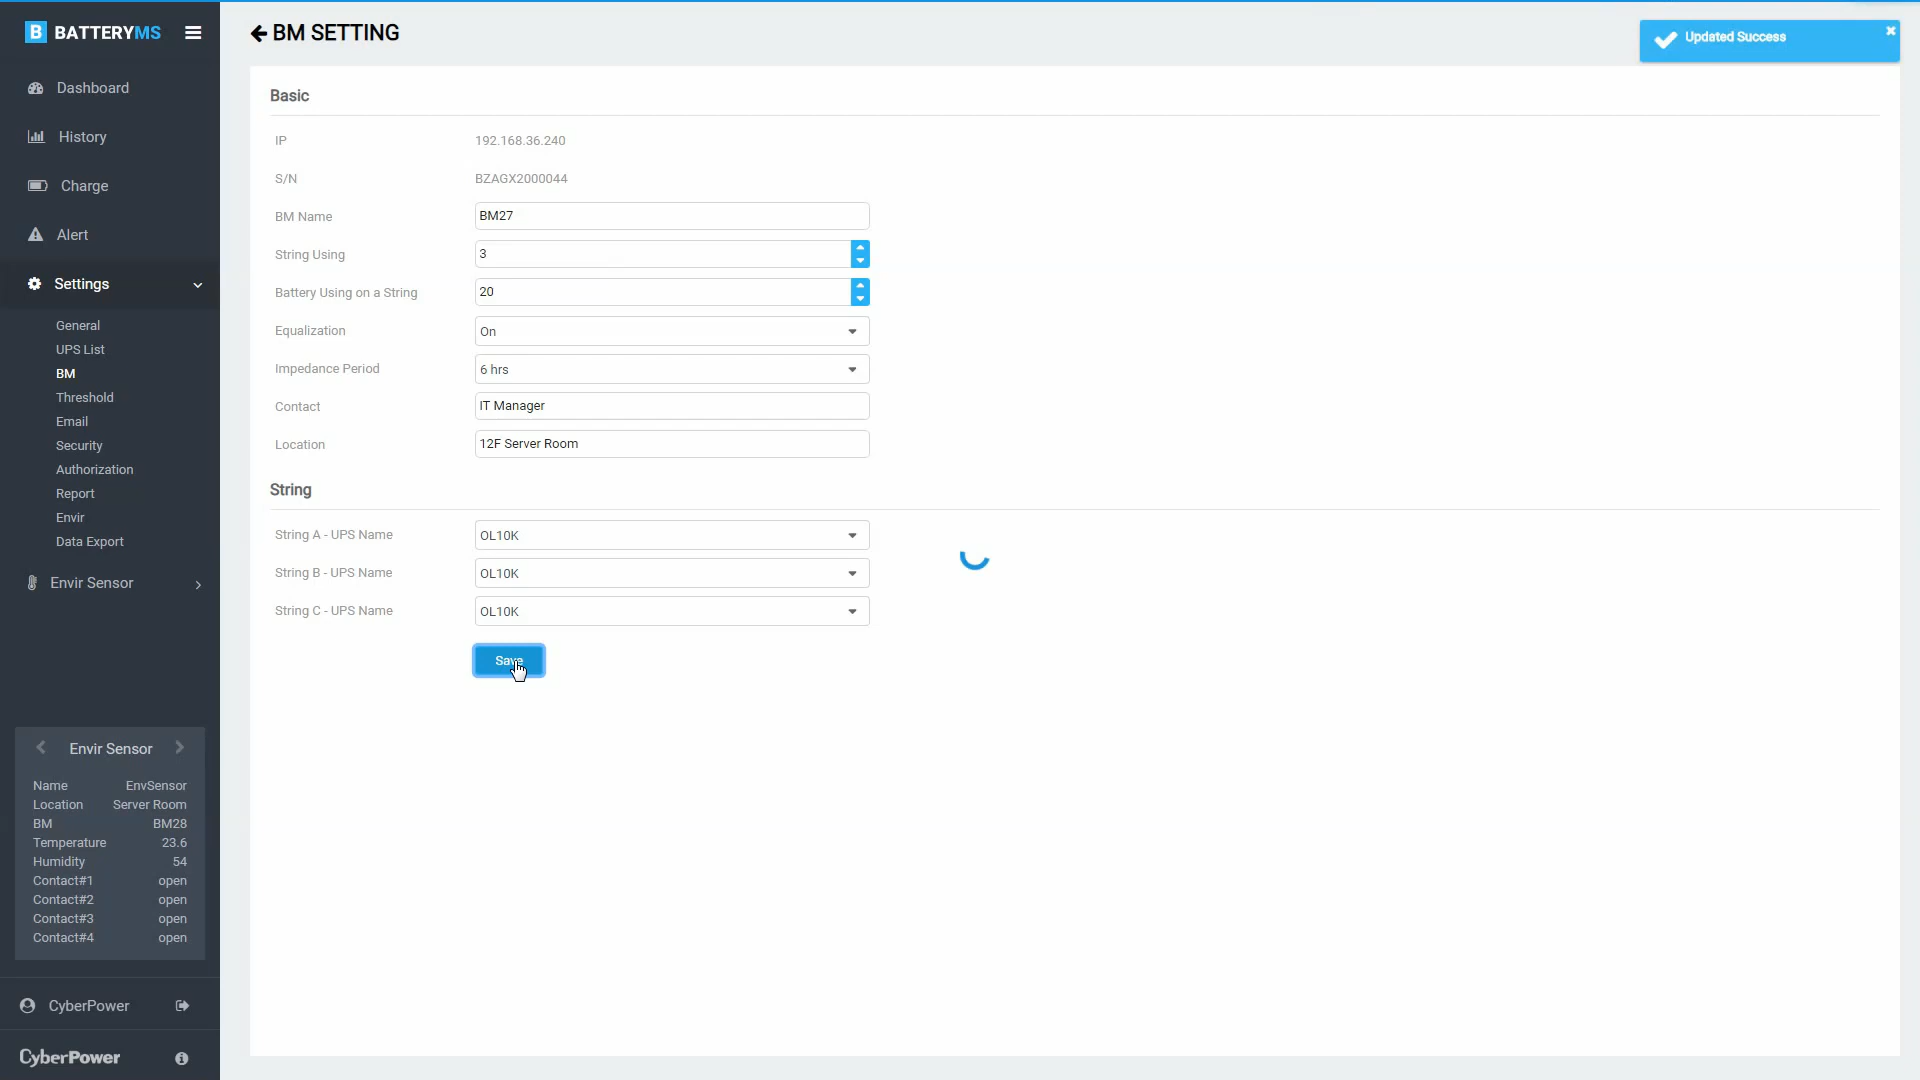 B BATTERYMS
BM SETTING
Updated Success
Dashboard
History
Charge
Alert
Settings
General
UPS List
BM
Threshold
Email
Security
Authorization
Report
Envir
Data Export
Envir Sensor
Envir Sensor
Name EnvSensor
Location Server Room
BM BM28
Temperature 23.6
Humidity 54
Contact#1 open
Contact#2 open
Contact#3 open
Contact#4 open
CyberPower
CyberPower
Basic
IP 192.168.36.240
S/N BZAGX2000044
BM Name BM27
String Using 3
Battery Using on a String 20
Equalization On
Impedance Period 6 hrs
Contact IT Manager
Location 12F Server Room
String
String A - UPS Name OL10K
String B - UPS Name OL10K
String C - UPS Name OL10K
Save